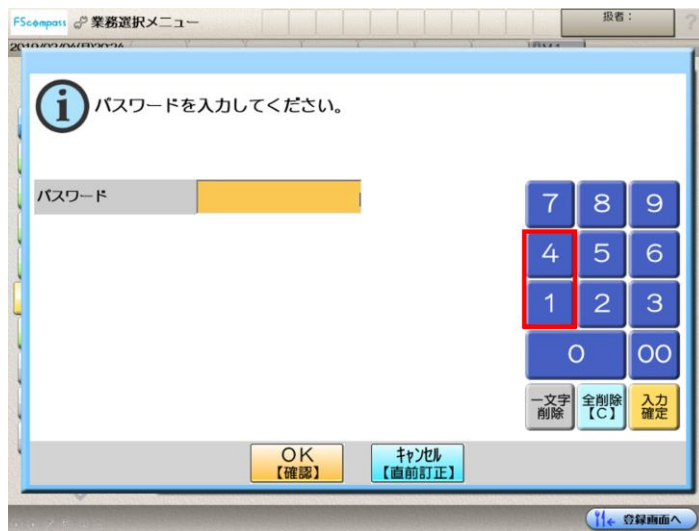 FScompass 業務選択メニュー
扱者：
?
パスワードを入力してください。
パスワード
7 8 9
4 5 6
1 2 3
0 00
一文字削除
全削除【C】
入力確定
OK【確認】
ｷｬﾝｾﾙ【直前訂正】
登録画面へ